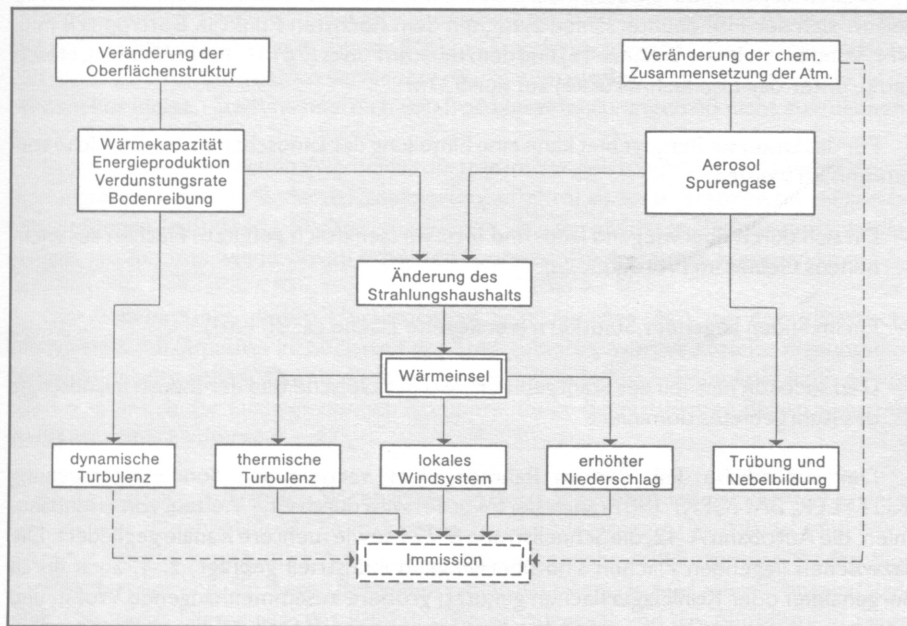 Veränderung der
Oberflächenstruktur
Veränderung der chem.
Zusammensetzung der Atm.
Wärmekapazität
Energieproduktion
Verdunstungsrate
Bodenreibung
Aerosol
Spurengase
Änderung des
Strahlungshaushalts
Wärmeinsel
dynamische
Turbulenz
thermische
Turbulenz
lokales
Windsystem
erhöhter
Niederschlag
Trübung und
Nebelbildung
Immission